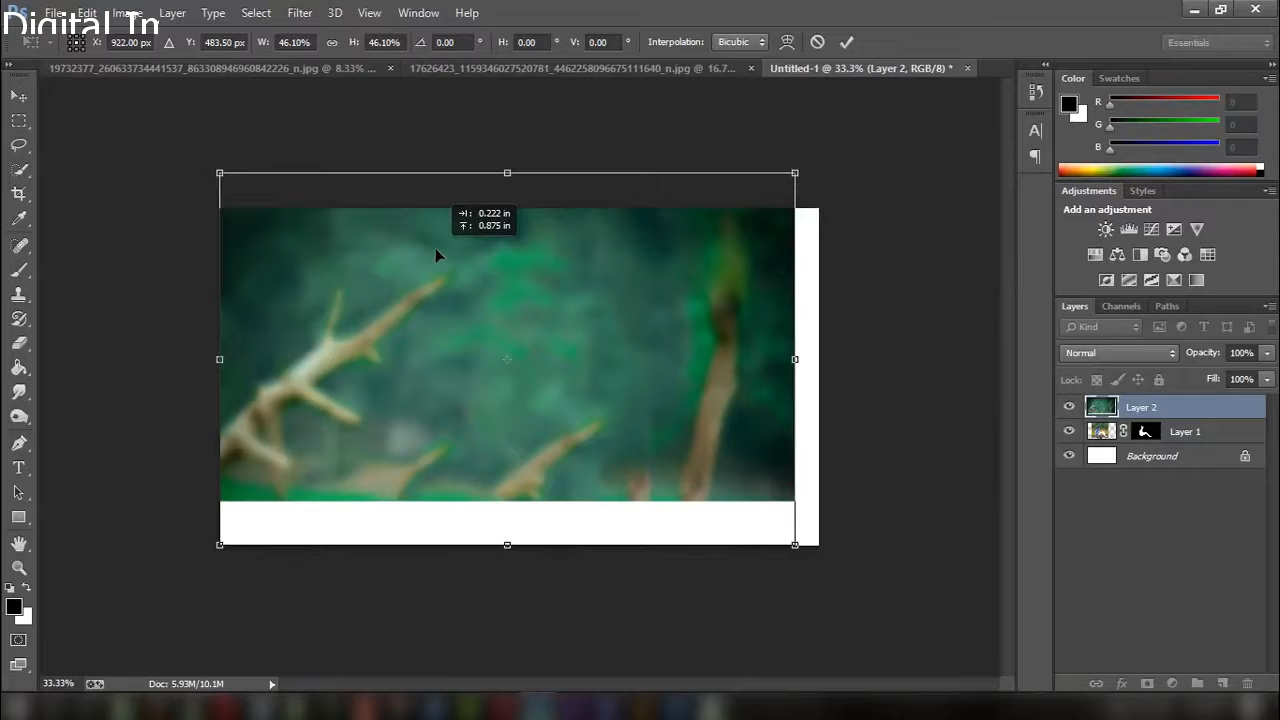 Digital Tn
Ps File Edit Image Layer Type Select Filter 3D View Window Help
X: 922.00 px Y: 483.50 px W: 46.10% H: 46.10% 0.00 ° H: 0.00 ° V: 0.00 ° Interpolation: Bicubic Essentials
19732377_260633734441537_863308946960842226_n.jpg @ 8.33% ... × 17626423_1159346027520781_4462258096675111640_n.jpg @ 16.7... × Untitled-1 @ 33.3% (Layer 2, RGB/8) * ×
Color Swatches
R 0
G 0
B 0
Adjustments Styles
Add an adjustment
→|: 0.222 in
0.875 in
Layers Channels Paths
Kind
Normal Opacity: 100%
Lock: Fill: 100%
Layer 2
Layer 1
Background
33.33% Doc: 5.93M/10.1M